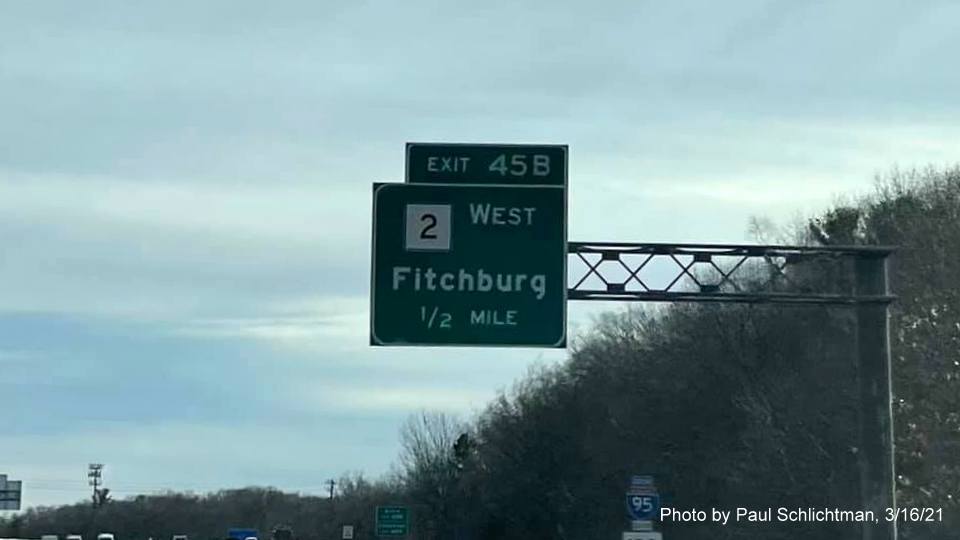 EXIT 45B
2 WEST
Fitchburg
1/2 MILE
95
Photo by Paul Schlichtman, 3/16/21